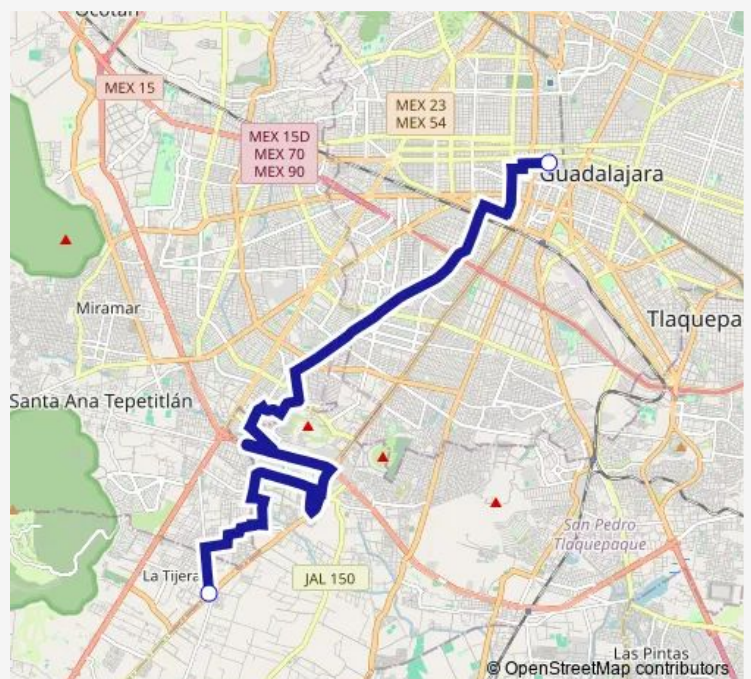 Ocotán
MEX 15
MEX 23
MEX 54
MEX 15D
MEX 70
MEX 90
Guadalajara
Miramar
Tlaquepa
Santa Ana Tepetitlán
San Pedro
Tlaquepaque
La Tijera
JAL 150
Las Pintas
© OpenStreetMap contributors